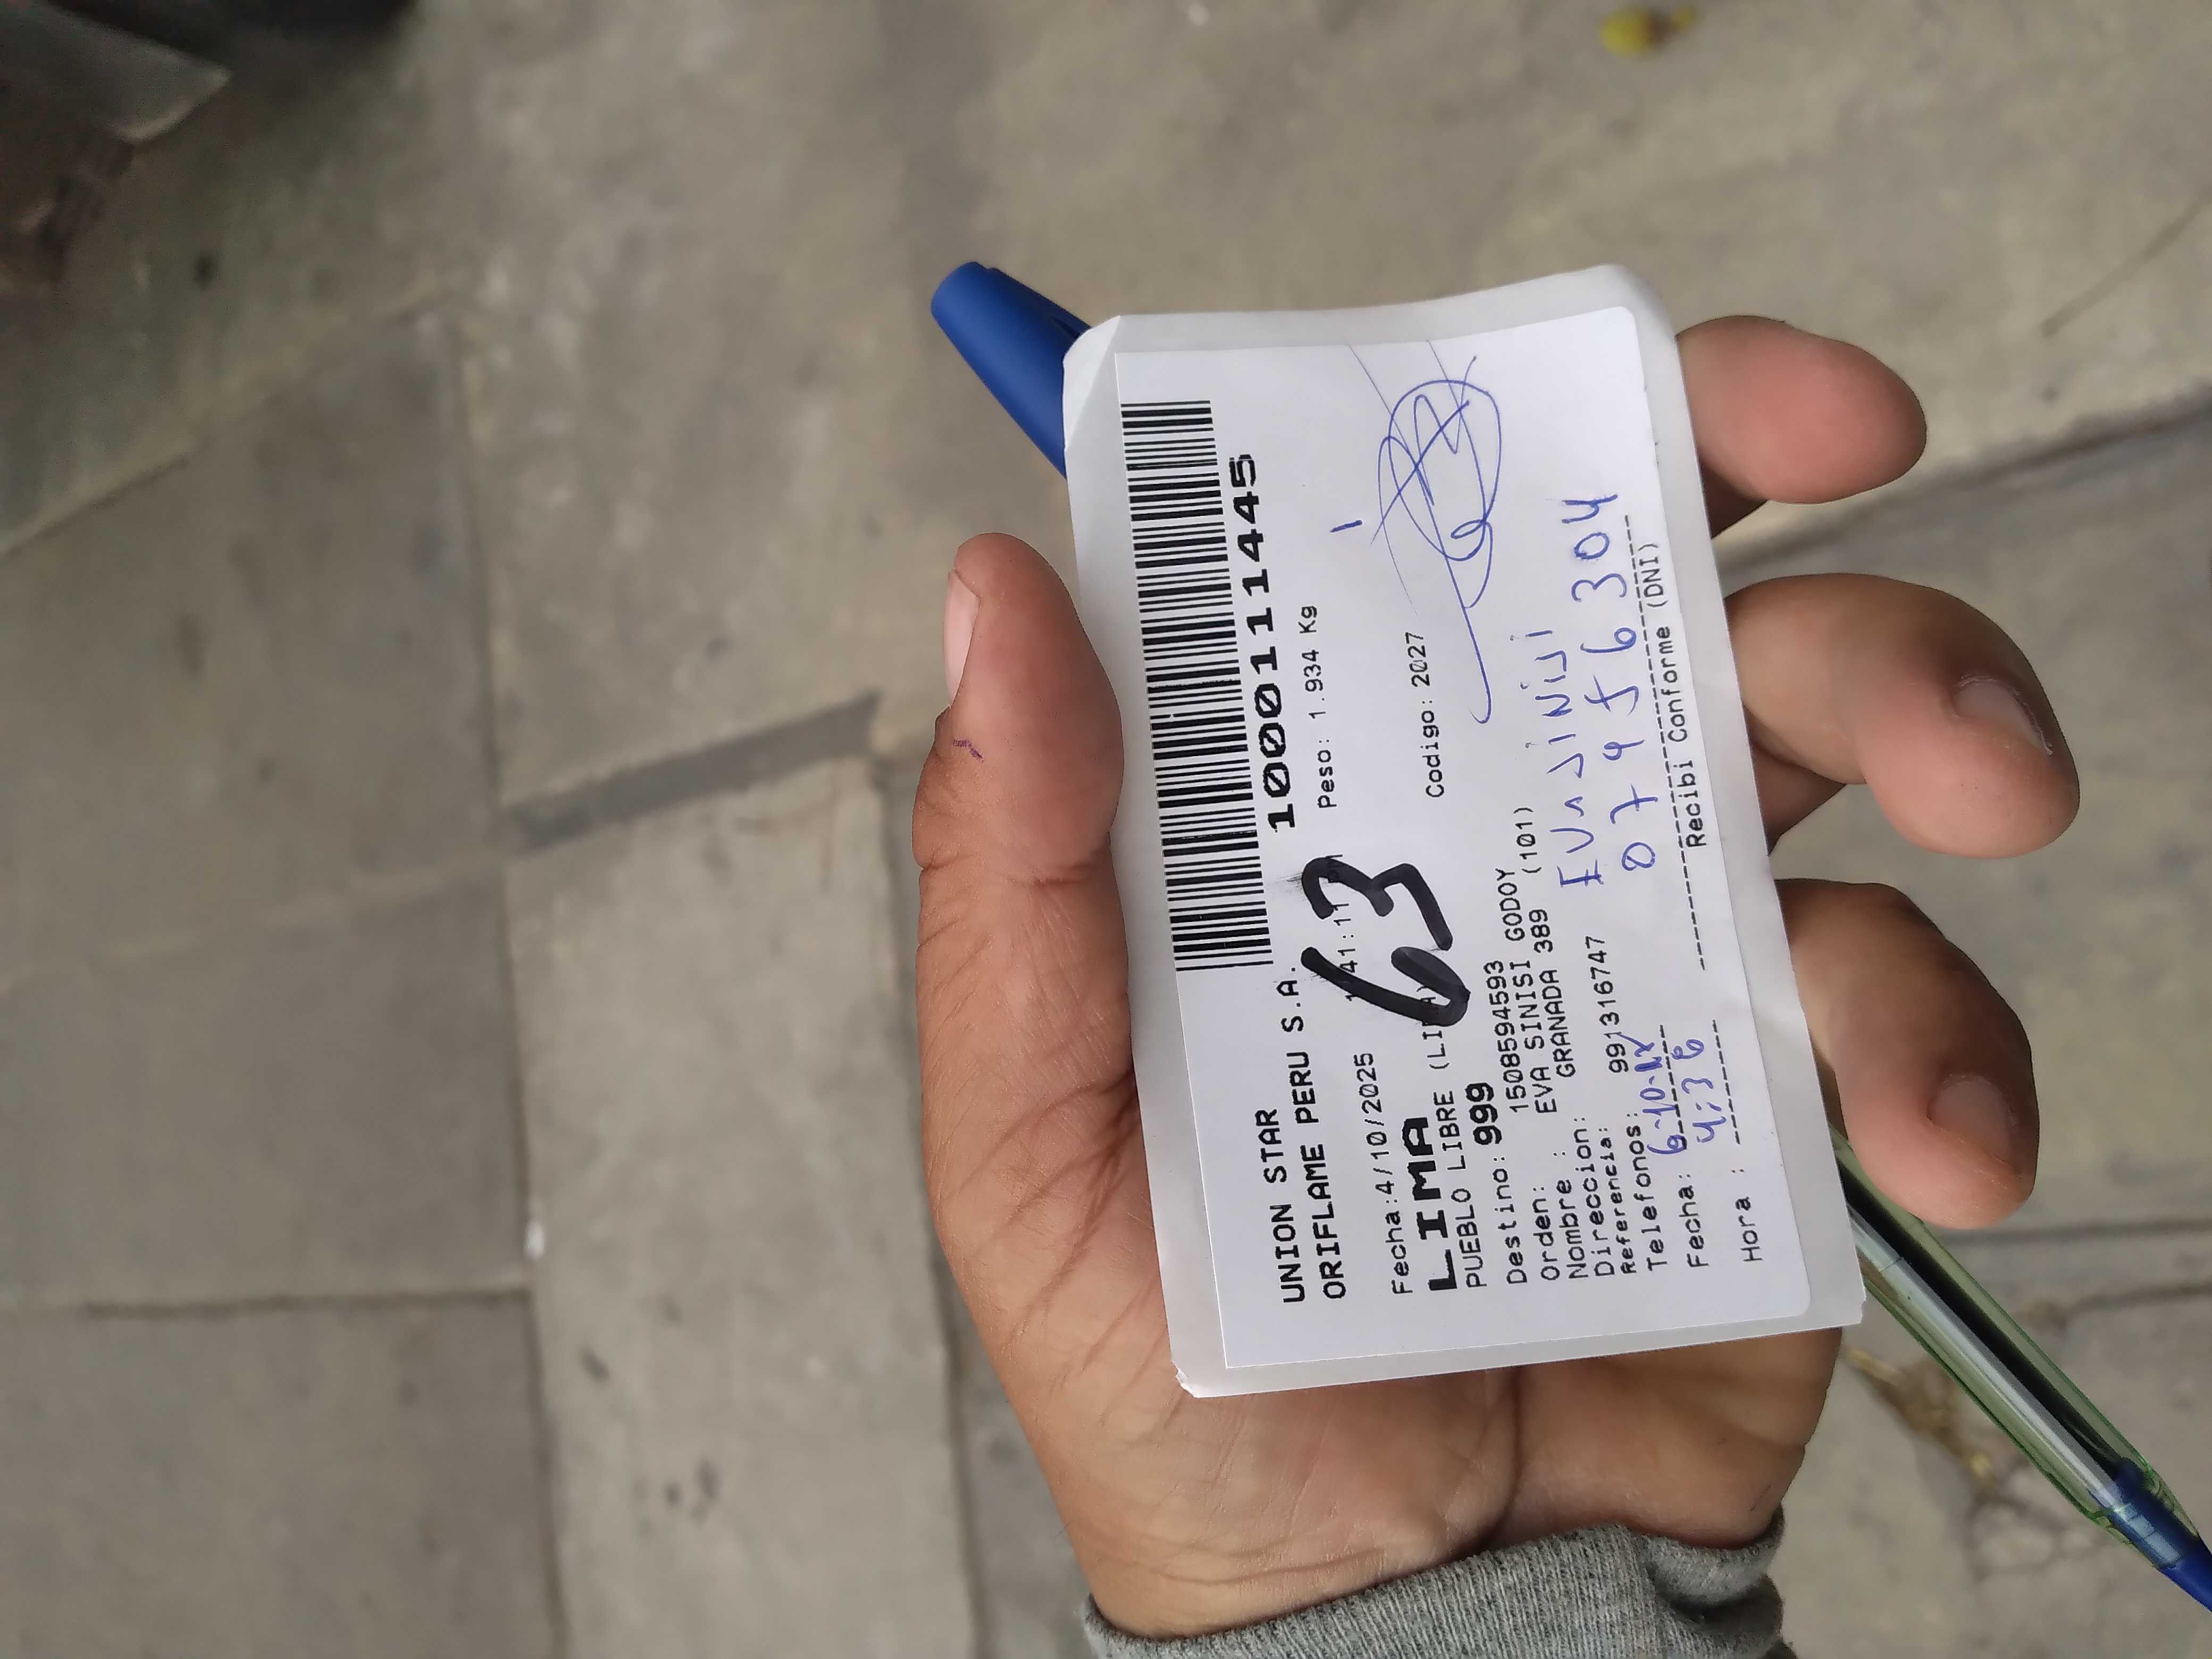 1000111445
UNION STAR
ORIFLAME PERU S.A.
Peso: 1.934 Kg
Fecha:4/10/2025
63
LIMA
PUEBLO LIBRE
Codigo: 2027
Destino: 999
Orden: 1508594593
Nombre : EVA SINISI GODOY
Direccion: GRANADA 389 (101)
Referencia:
Telefonos: 991316747
Eva Sinisi
Fecha: 6-10-
Hora : 4:36
Recibi Conforme (DNI)